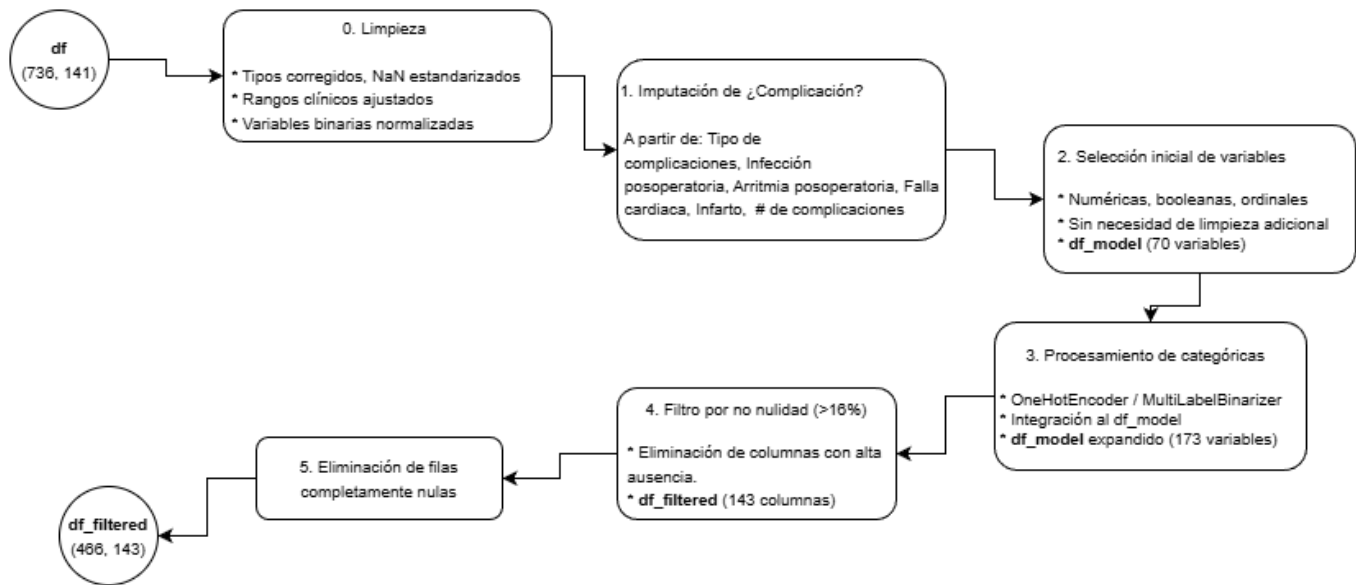 df
(736, 141)
0. Limpieza
* Tipos corregidos, NaN estandarizados
* Rangos clínicos ajustados
* Variables binarias normalizadas
1. Imputación de ¿Complicación?
A partir de: Tipo de
complicaciones, Infección
posoperatoria, Arritmia posoperatoria, Falla
cardiaca, Infarto, # de complicaciones
2. Selección inicial de variables
* Numéricas, booleanas, ordinales
* Sin necesidad de limpieza adicional
* df_model (70 variables)
3. Procesamiento de categóricas
* OneHotEncoder / MultiLabelBinarizer
* Integración al df_model
* df_model expandido (173 variables)
4. Filtro por no nulidad (>16%)
* Eliminación de columnas con alta
ausencia.
* df_filtered (143 columnas)
5. Eliminación de filas
completamente nulas
df_filtered
(466, 143)